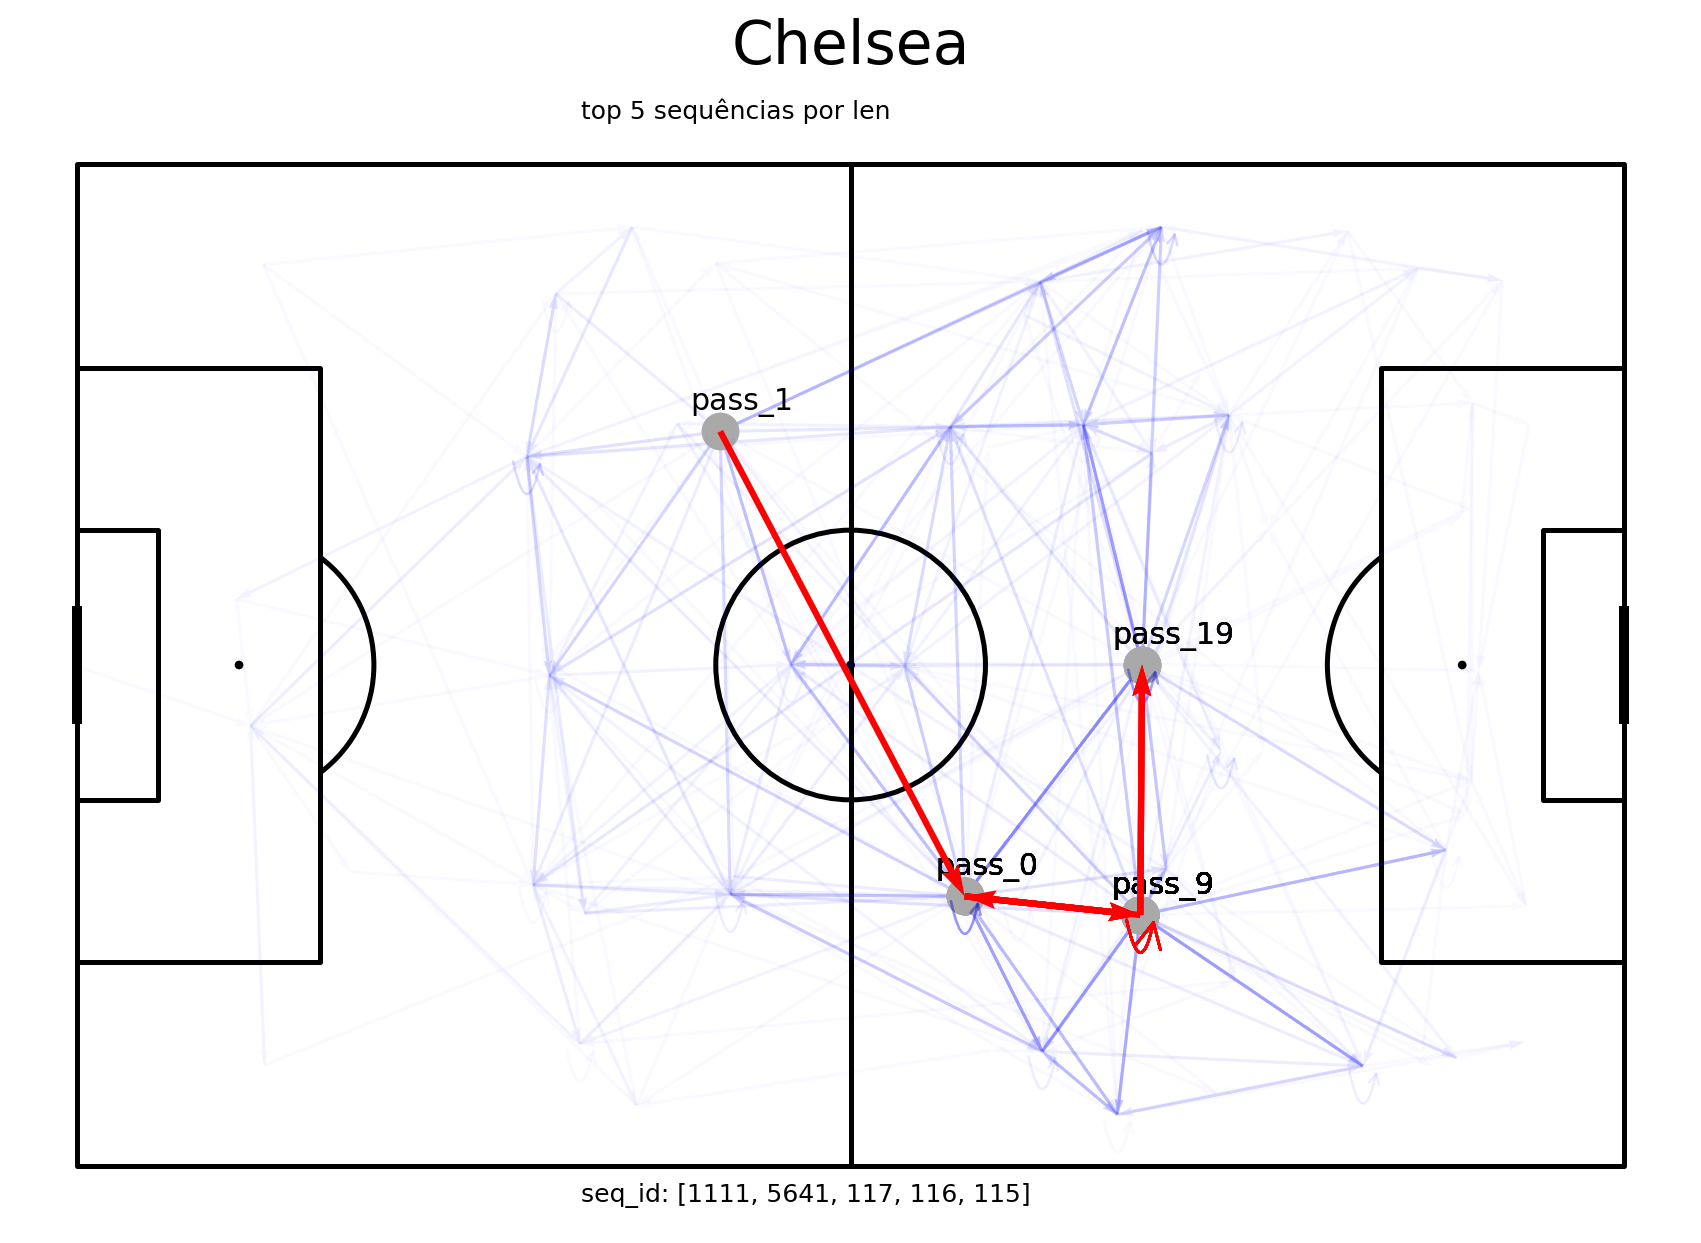 Chelsea
top 5 sequências por len
pass_1
pass_19
pass_0
pass_9
seq_id: [1111, 5641, 117, 116, 115]